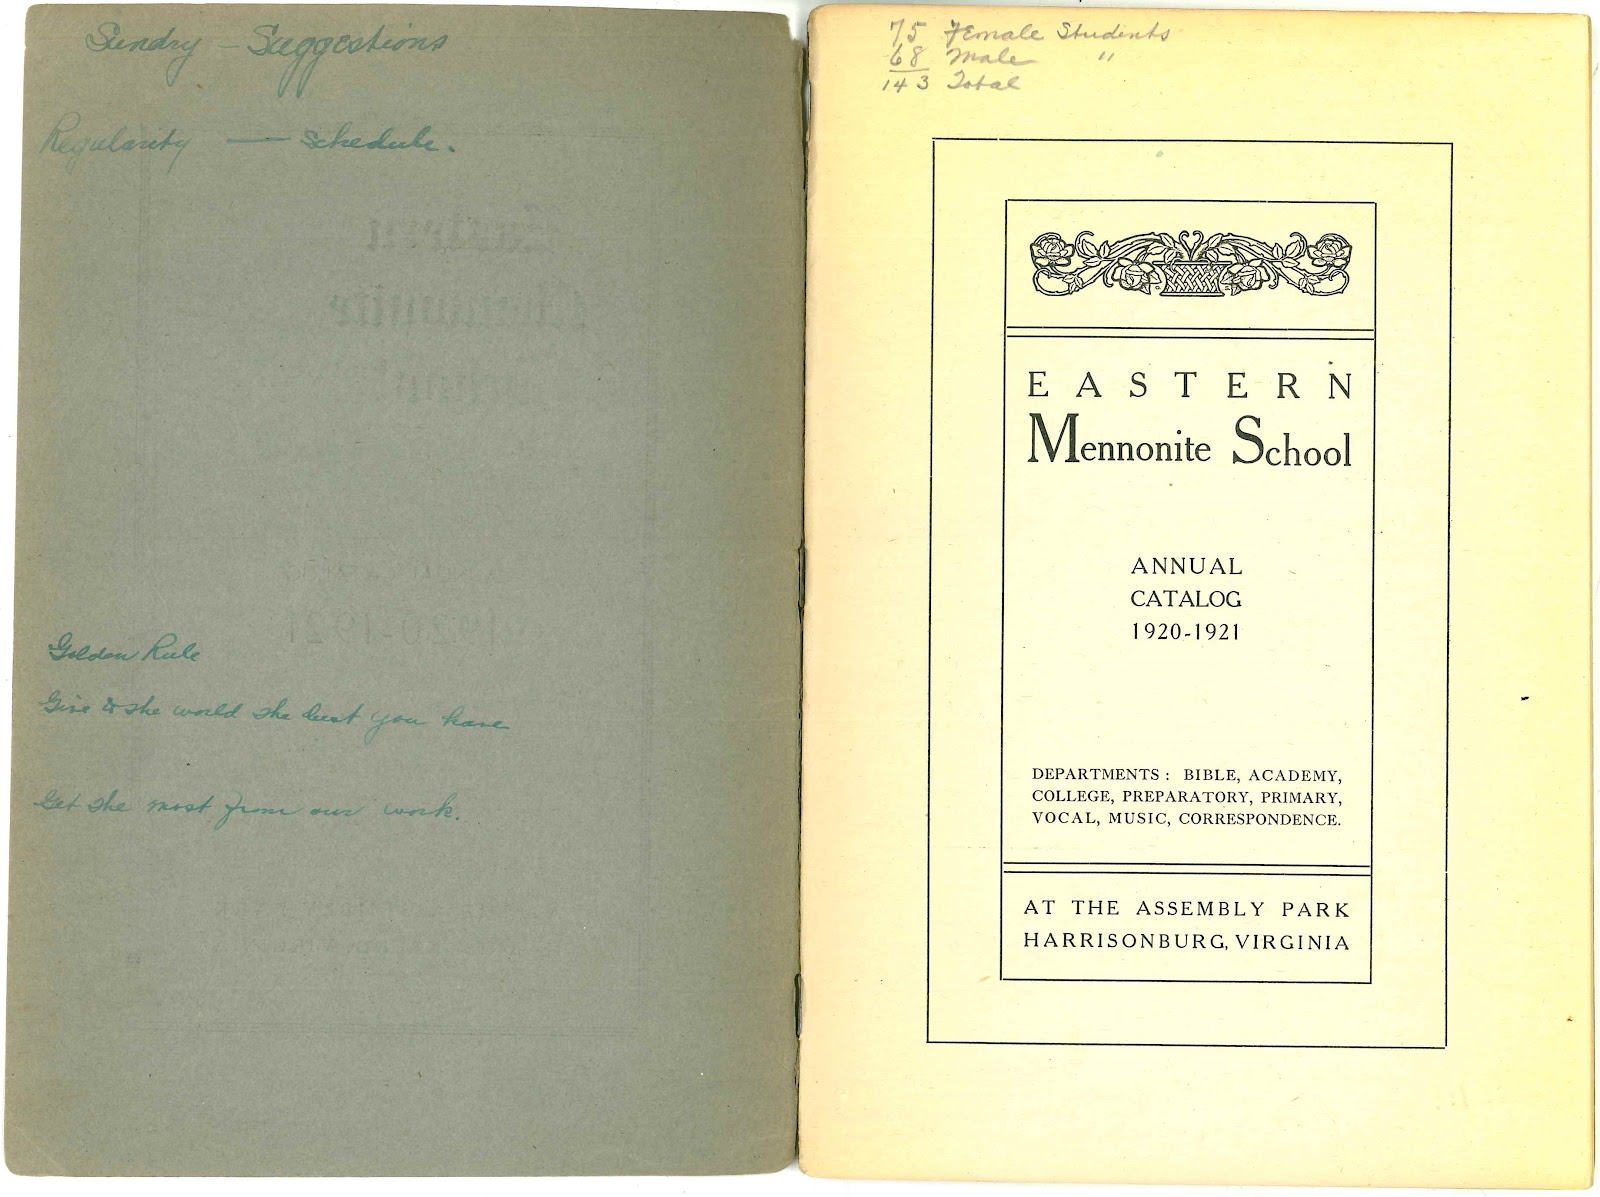 Sundry - Suggestions
Regularity — Schedule.
Golden Rule
Give to the world the best you have
Get the most from our work.
75 Female Students
68 Male "
143 Total
EASTERN
Mennonite School
ANNUAL
CATALOG
1920-1921
DEPARTMENTS: BIBLE, ACADEMY,
COLLEGE, PREPARATORY, PRIMARY,
VOCAL, MUSIC, CORRESPONDENCE.
AT THE ASSEMBLY PARK
HARRISONBURG, VIRGINIA